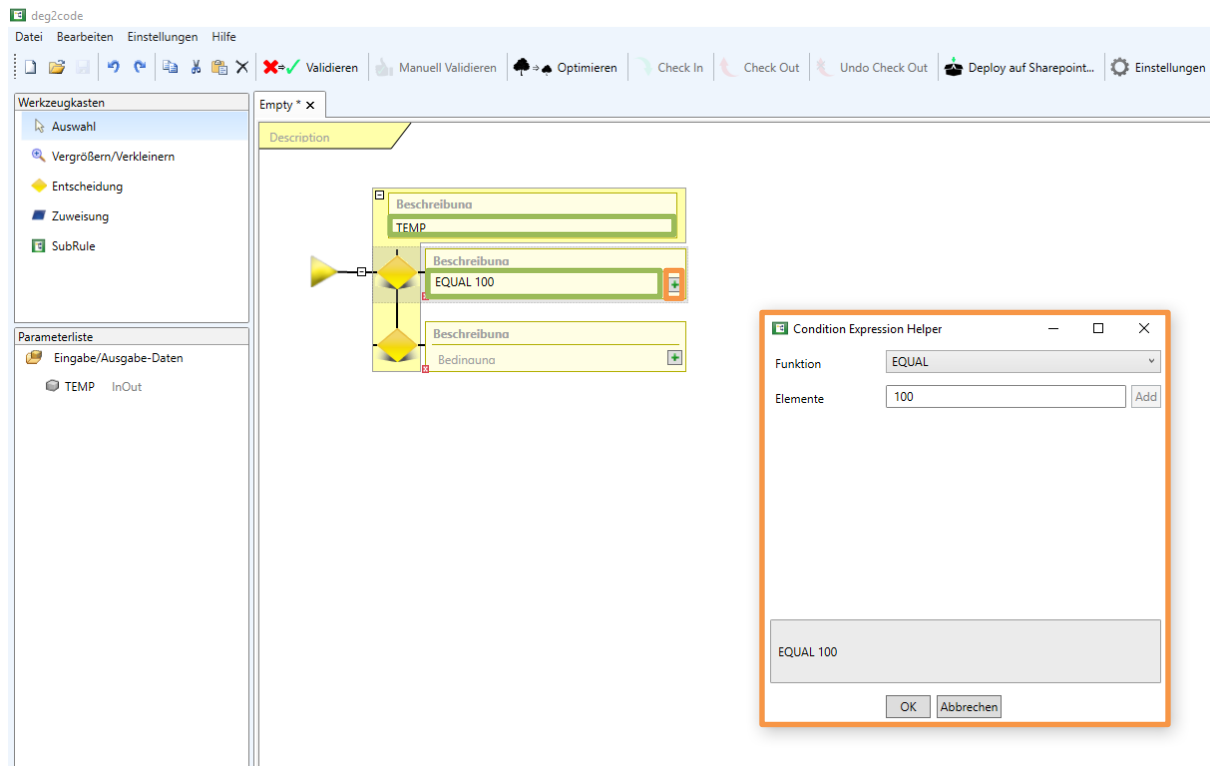 deg2code
Datei Bearbeiten Einstellungen Hilfe
Validieren Manuell Validieren Optimieren Check In Check Out Undo Check Out Deploy auf Sharepoint... Einstellungen
Werkzeugkasten
Auswahl
Vergrößern/Verkleinern
Entscheidung
Zuweisung
SubRule
Parameterliste
Eingabe/Ausgabe-Daten
TEMP InOut
Empty *
Description
Beschreibung
TEMP
Beschreibung
EQUAL 100
Beschreibung
Bedingung
Condition Expression Helper
Funktion EQUAL
Elemente 100 Add
EQUAL 100
OK Abbrechen